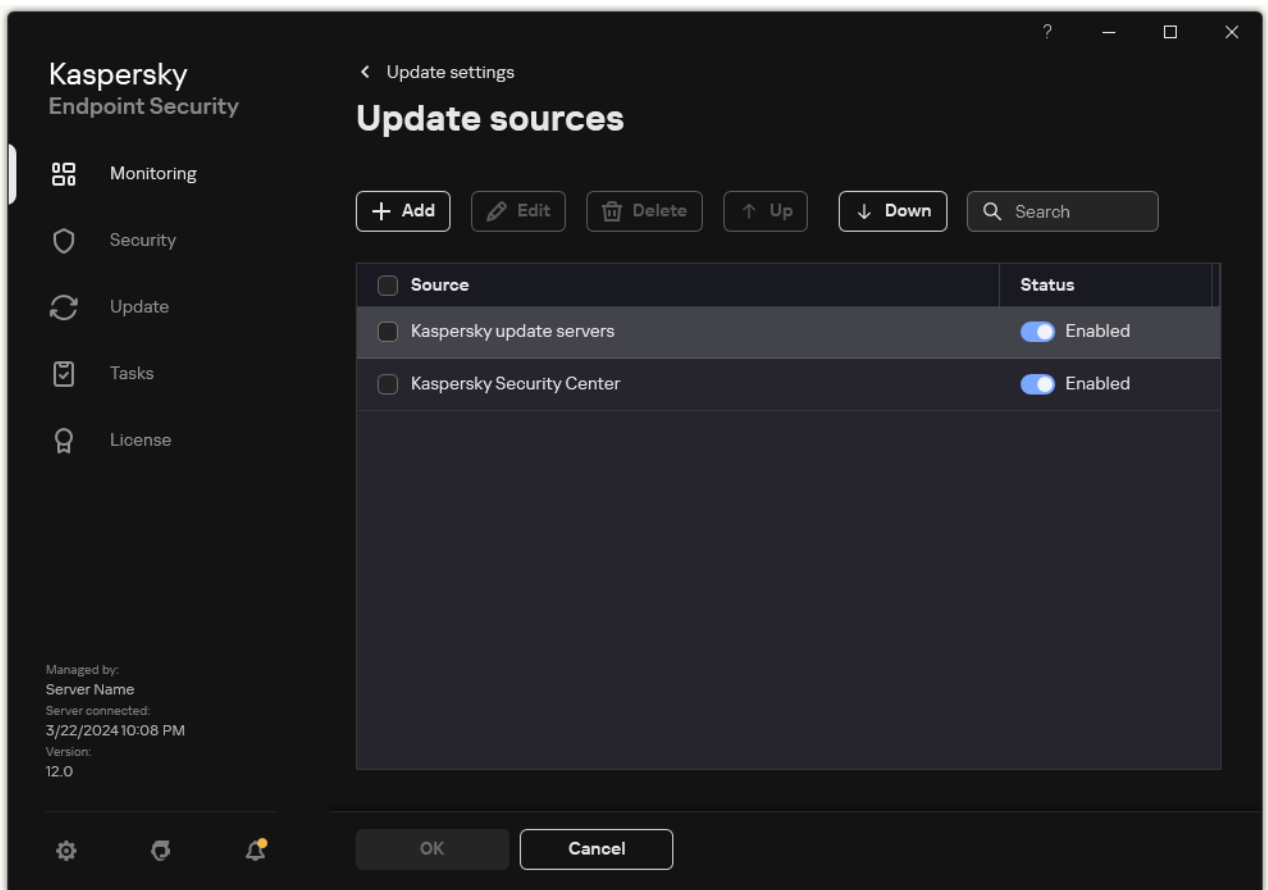 ?
Kaspersky
Endpoint Security
Monitoring
Security
Update
Tasks
License
Managed by:
Server Name
Server connected:
3/22/2024 10:08 PM
Version:
12.0
Update settings
Update sources
Add Edit Delete Up Down Search
Source Status
Kaspersky update servers Enabled
Kaspersky Security Center Enabled
OK Cancel